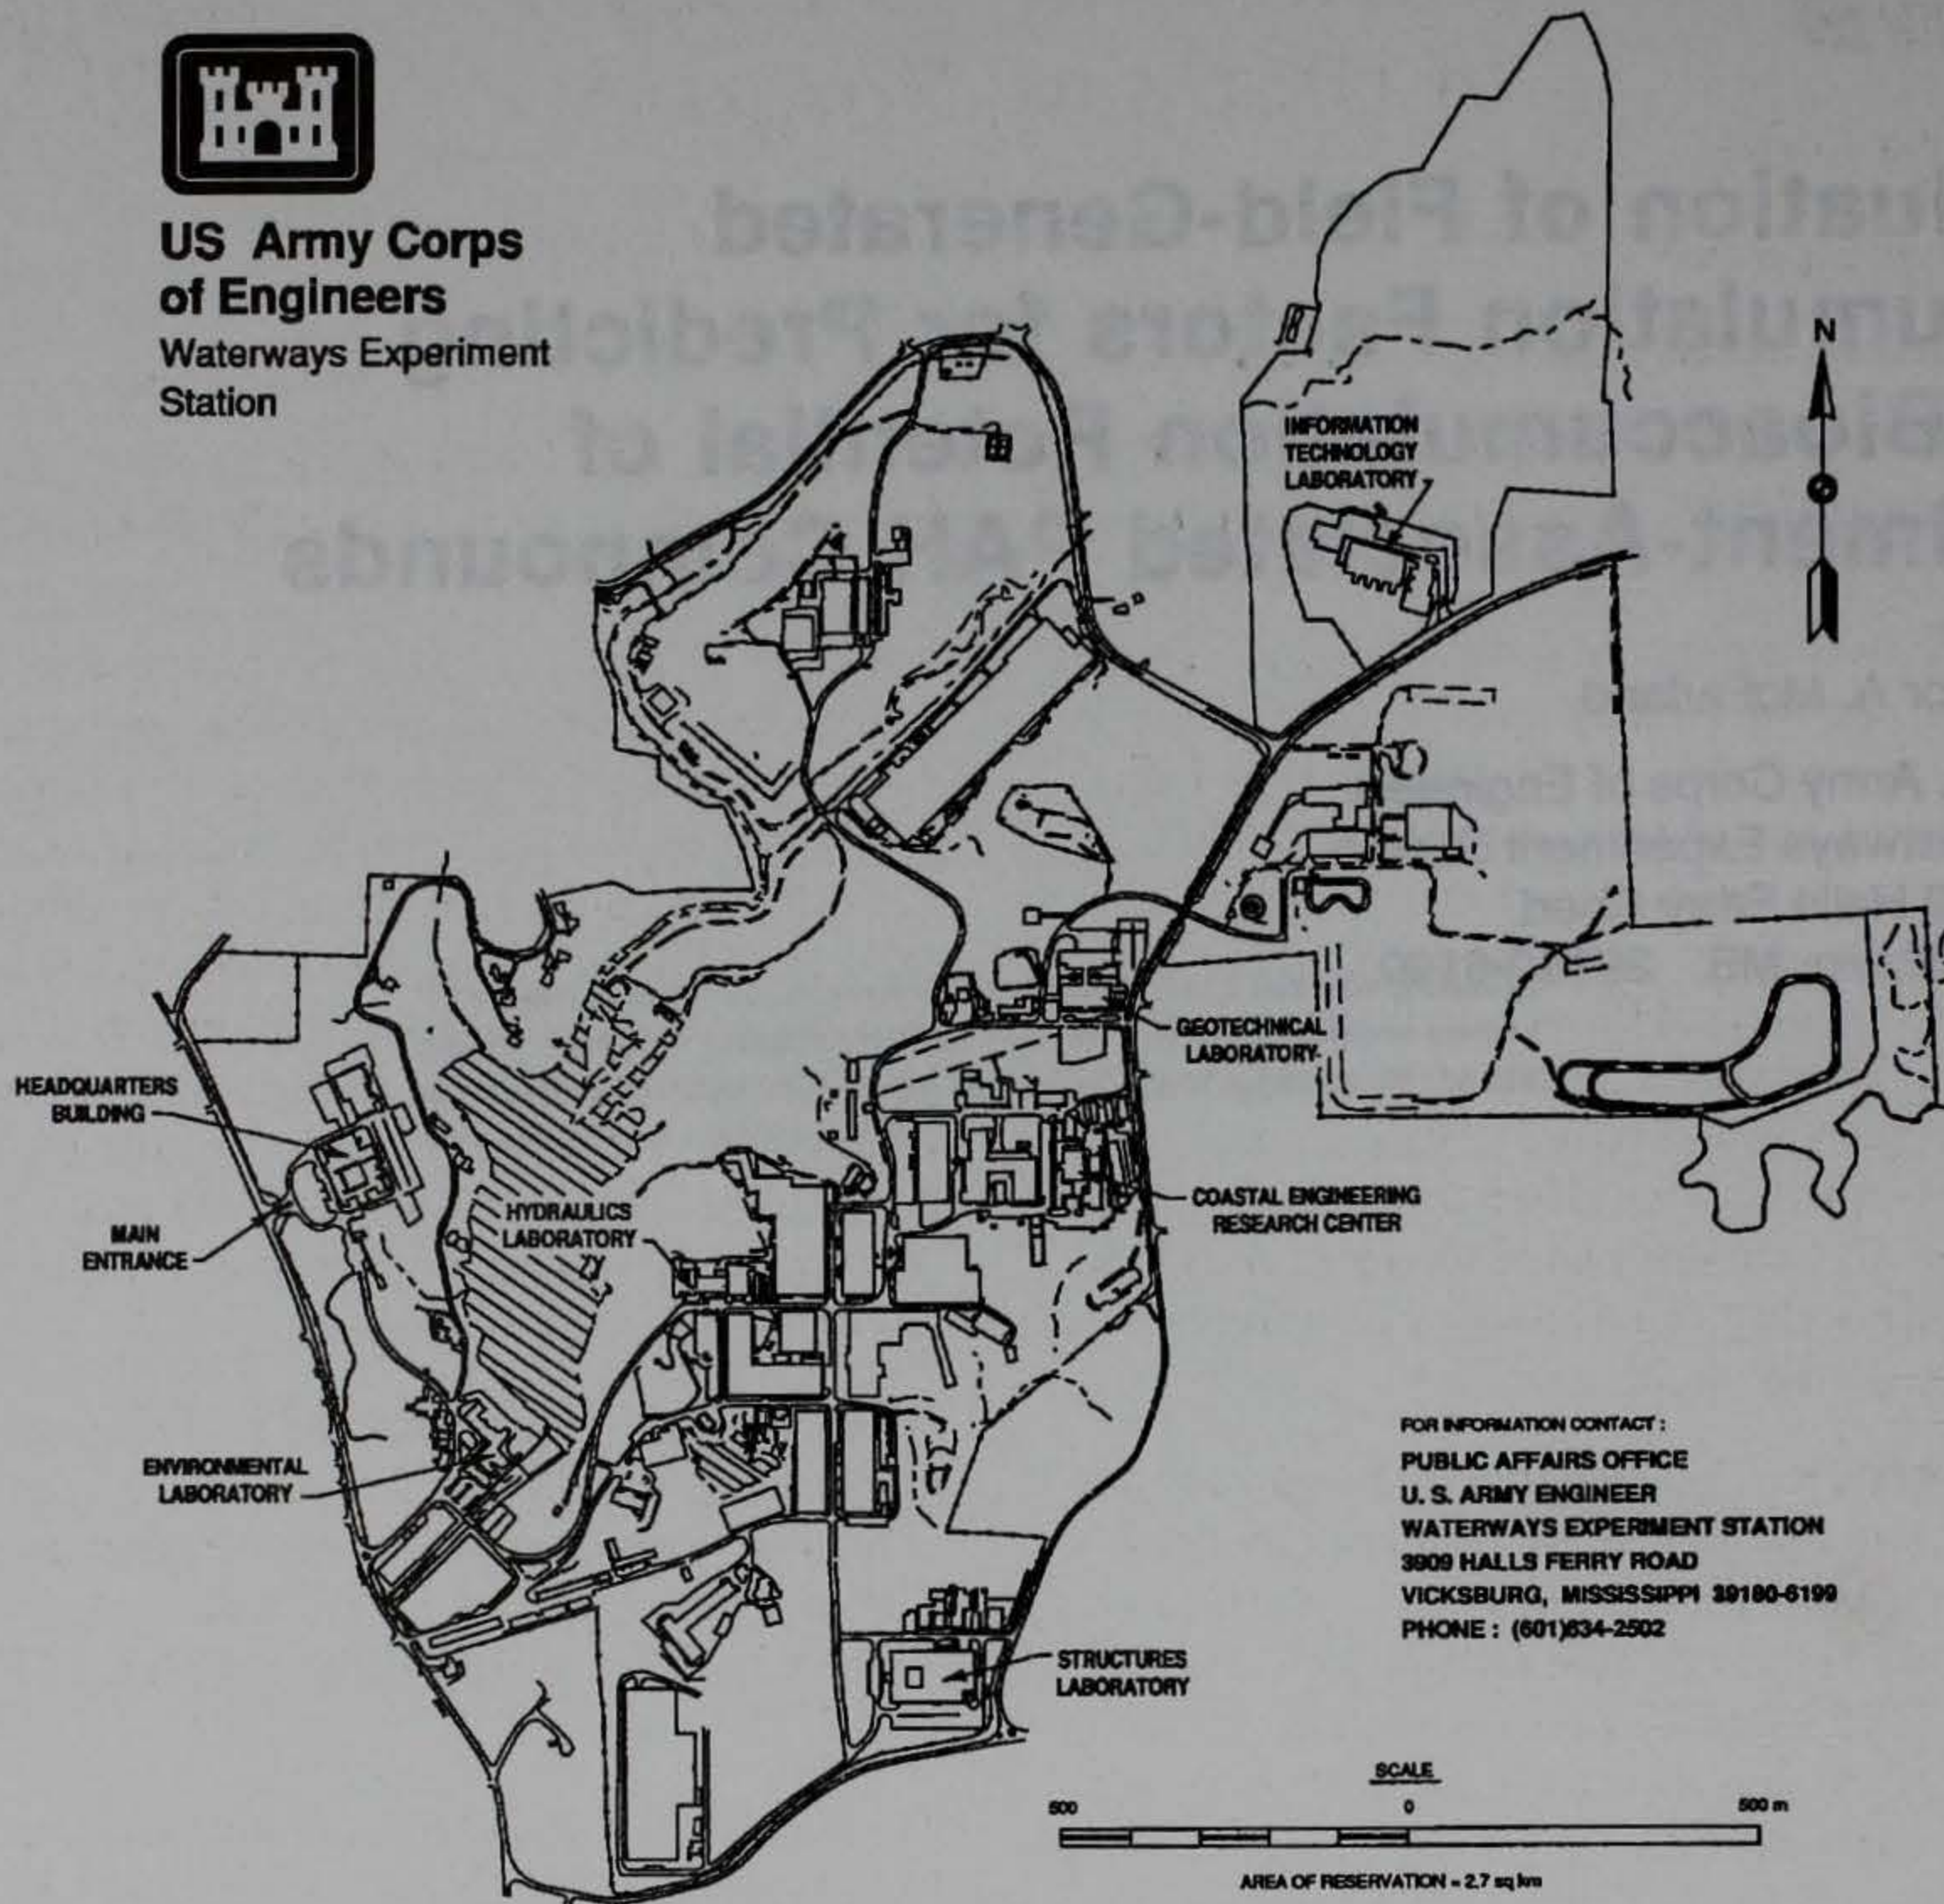 US Army Corps
of Engineers
Waterways Experiment
Station
N
INFORMATION
TECHNOLOGY
LABORATORY
GEOTECHNICAL
LABORATORY
HEADQUARTERS
BUILDING
HYDRAULICS
LABORATORY
MAIN
ENTRANCE
COASTAL ENGINEERING
RESEARCH CENTER
ENVIRONMENTAL
LABORATORY
STRUCTURES
LABORATORY
FOR INFORMATION CONTACT :
PUBLIC AFFAIRS OFFICE
U. S. ARMY ENGINEER
WATERWAYS EXPERIMENT STATION
3909 HALLS FERRY ROAD
VICKSBURG, MISSISSIPPI 39180-6199
PHONE : (601)634-2502
SCALE
500 0 500 m
AREA OF RESERVATION = 2.7 sq km